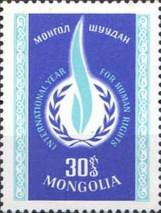 МОНГОЛ ШУУДАН
INTERNATIONAL YEAR FOR HUMAN RIGHTS
30
MONGOLIA